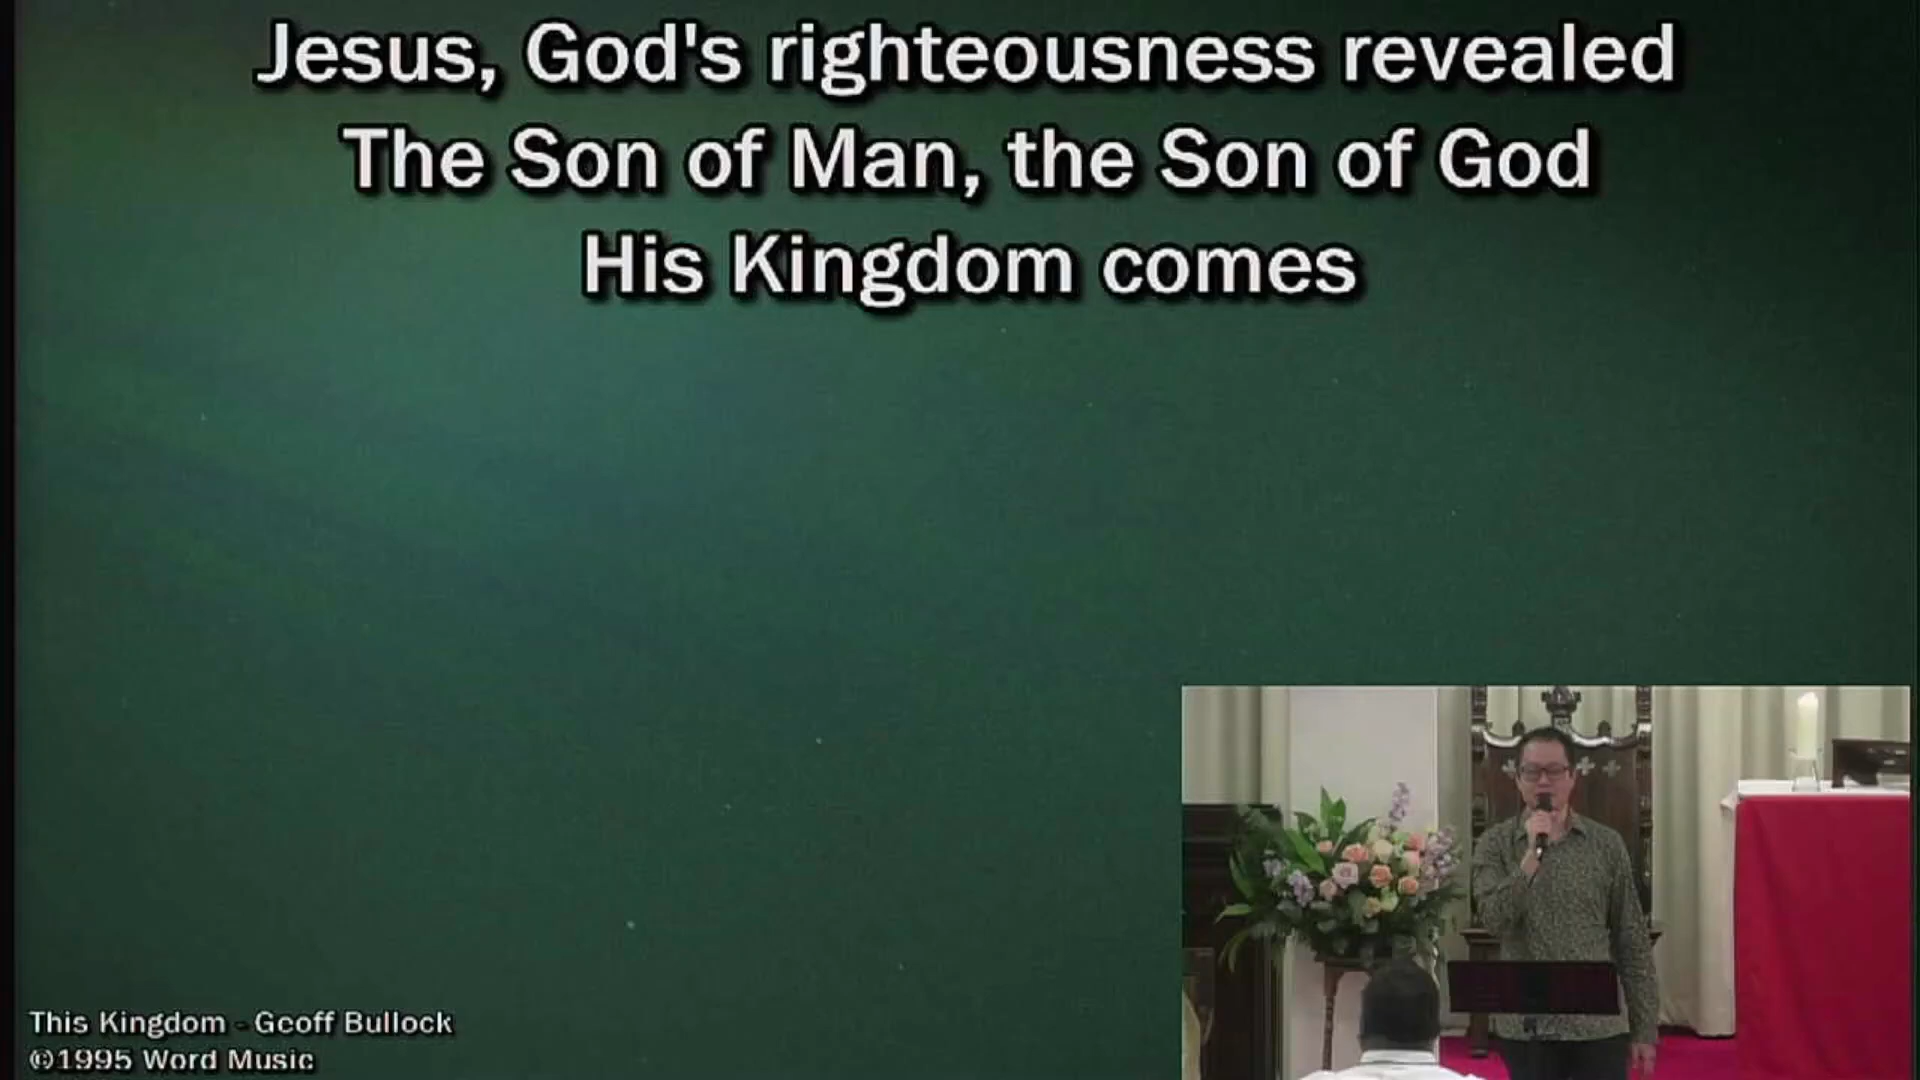 Jesus, God's righteousness revealed
The Son of Man, the Son of God
His Kingdom comes
This Kingdom - Geoff Bullock
©1995 Word Music